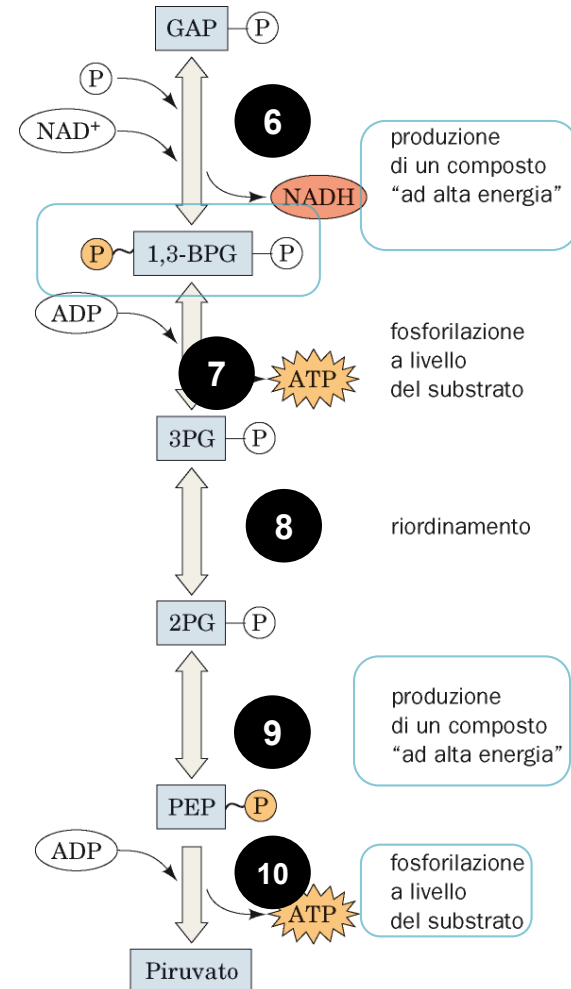 GAP P
P
NAD+
6
NADH
produzione
di un composto
“ad alta energia”
P 1,3-BPG P
ADP
7
ATP
fosforilazione
a livello
del substrato
3PG P
8
riordinamento
2PG P
9
produzione
di un composto
“ad alta energia”
PEP P
ADP
10
ATP
fosforilazione
a livello
del substrato
Piruvato